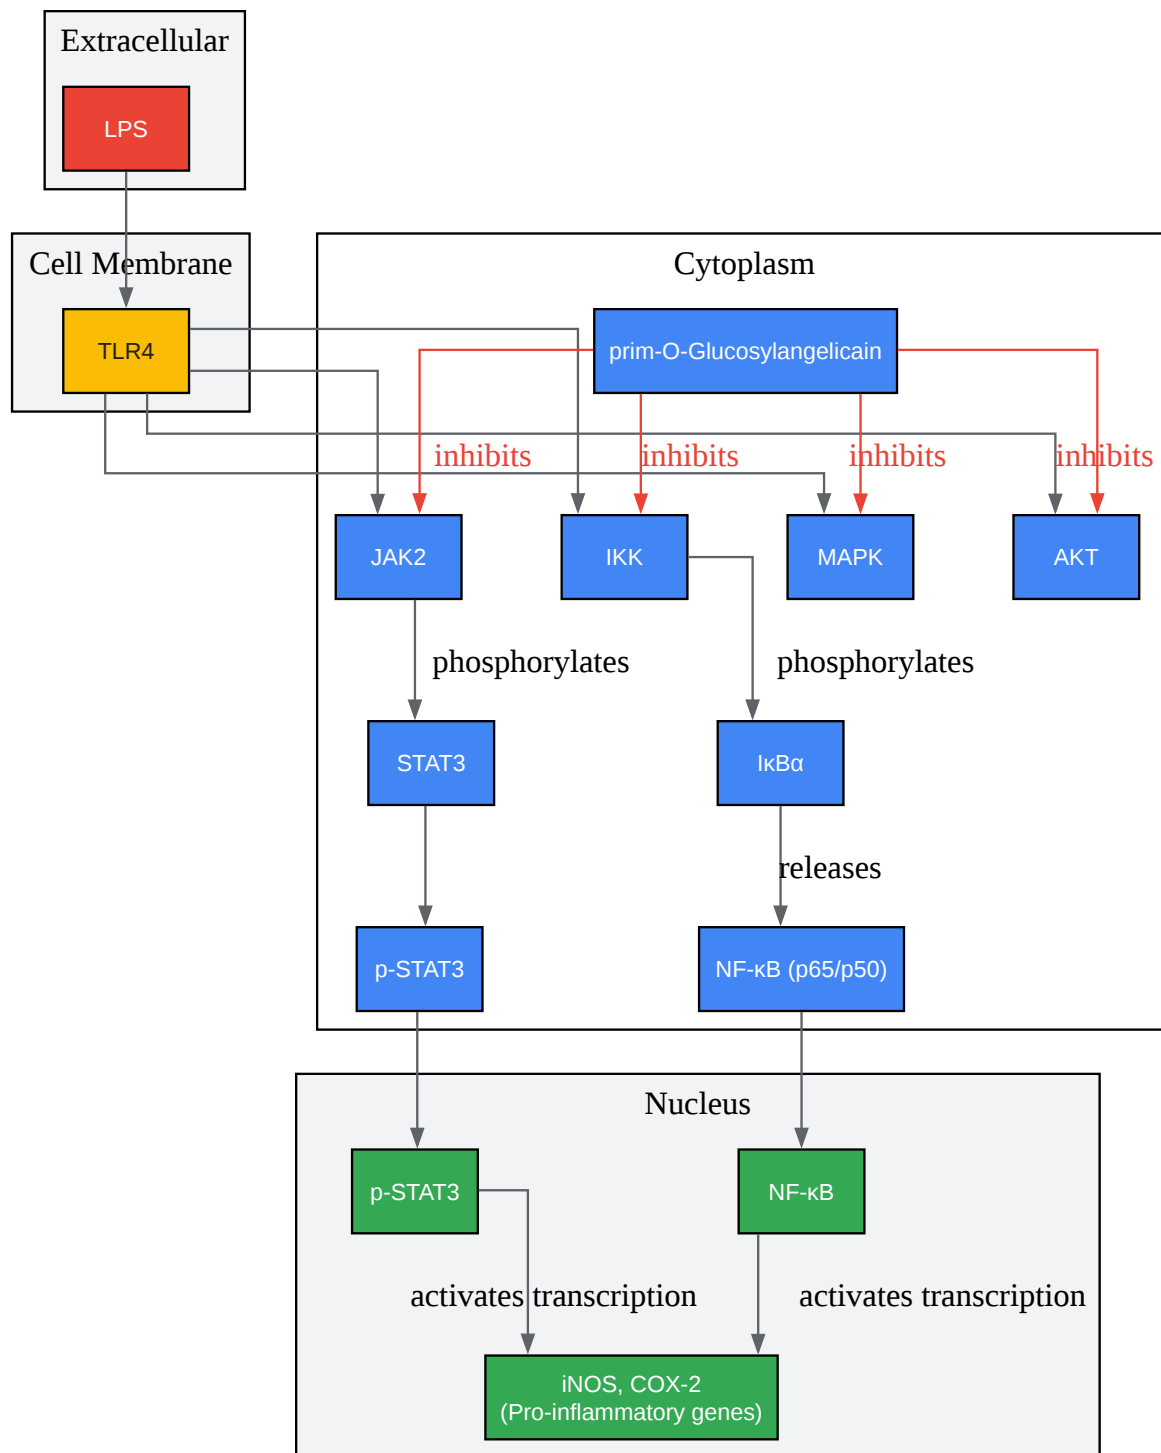 Extracellular
LPS
Cell Membrane
TLR4
Cytoplasm
prim-O-Glucosylangelicain
inhibits
inhibits
inhibits
inhibits
JAK2
IKK
MAPK
AKT
phosphorylates
phosphorylates
STAT3
IκBα
releases
p-STAT3
NF-κB (p65/p50)
Nucleus
p-STAT3
NF-κB
activates transcription
activates transcription
iNOS, COX-2
(Pro-inflammatory genes)